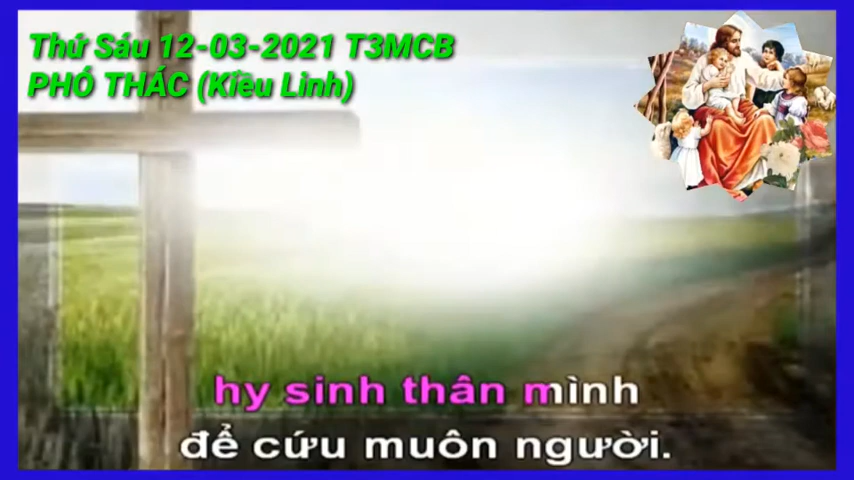 Thứ Sáu 12-03-2021 T3MCB
PHÓ THÁC (Kiều Linh)
hy sinh thân mình
để cứu muôn người.